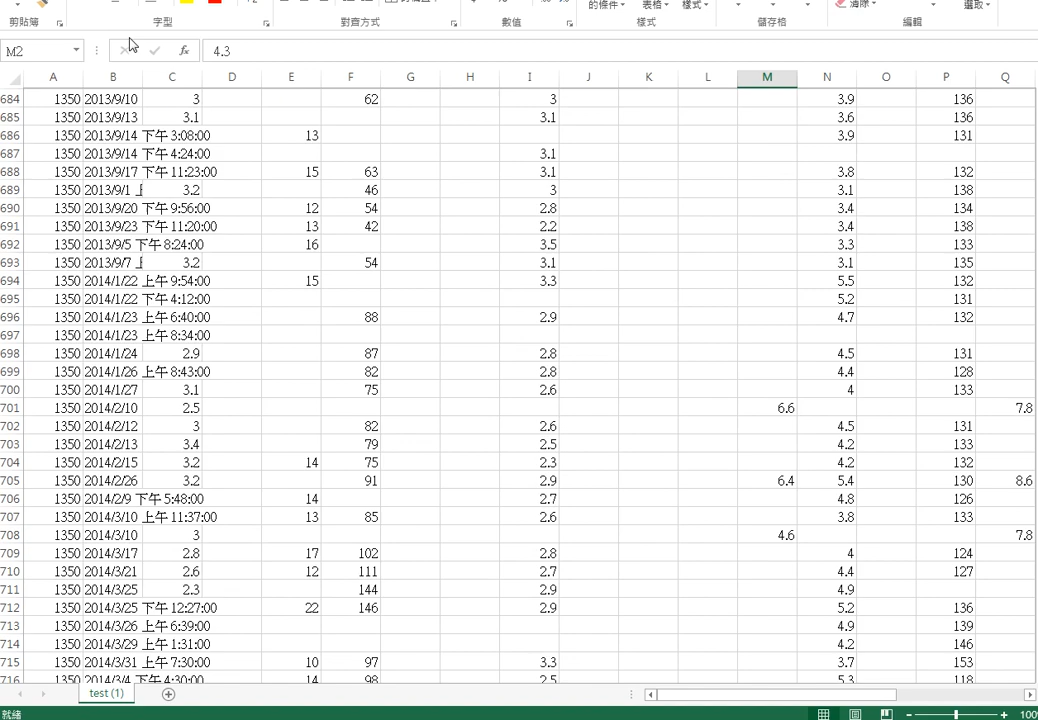 的條件 表格 樣式 清除 選取
剪貼簿 字型 對齊方式 數值 樣式 儲存格 編輯
M2 fx 4.3
A B C D E F G H I J K L M N O P Q
684 1350 2013/9/10 3 62 3 3.9 136
685 1350 2013/9/13 3.1 3.1 3.6 136
686 1350 2013/9/14 下午 3:08:00 13 3.9 131
687 1350 2013/9/14 下午 4:24:00 3.1
688 1350 2013/9/17 下午 11:23:00 15 63 3.1 3.8 132
689 1350 2013/9/1 3.2 46 3 3.1 138
690 1350 2013/9/20 下午 9:56:00 12 54 2.8 3.4 134
691 1350 2013/9/23 下午 11:20:00 13 42 2.2 3.4 138
692 1350 2013/9/5 下午 8:24:00 16 3.5 3.3 133
693 1350 2013/9/7 3.2 54 3.1 3.1 135
694 1350 2014/1/22 上午 9:54:00 15 3.3 5.5 132
695 1350 2014/1/22 下午 4:12:00 5.2 131
696 1350 2014/1/23 上午 6:40:00 88 2.9 4.7 132
697 1350 2014/1/23 上午 8:34:00
698 1350 2014/1/24 2.9 87 2.8 4.5 131
699 1350 2014/1/26 上午 8:43:00 82 2.8 4.4 128
700 1350 2014/1/27 3.1 75 2.6 4 133
701 1350 2014/2/10 2.5 6.6 7.8
702 1350 2014/2/12 3 82 2.6 4.5 131
703 1350 2014/2/13 3.4 79 2.5 4.2 133
704 1350 2014/2/15 3.2 14 75 2.3 4.2 132
705 1350 2014/2/26 3.2 91 2.9 6.4 5.4 130 8.6
706 1350 2014/2/9 下午 5:48:00 14 2.7 4.8 126
707 1350 2014/3/10 上午 11:37:00 13 85 2.6 3.8 133
708 1350 2014/3/10 3 4.6 7.8
709 1350 2014/3/17 2.8 17 102 2.8 4 124
710 1350 2014/3/21 2.6 12 111 2.7 4.4 127
711 1350 2014/3/25 2.3 144 2.9 4.9
712 1350 2014/3/25 下午 12:27:00 22 146 2.9 5.2 136
713 1350 2014/3/26 上午 6:39:00 4.9 139
714 1350 2014/3/29 上午 1:31:00 4.2 146
715 1350 2014/3/31 上午 7:30:00 10 97 3.3 3.7 153
716 1350 2014/3/4 下午 4:30:00 14 98 2.5 5.3 118
test (1)
就緒 100